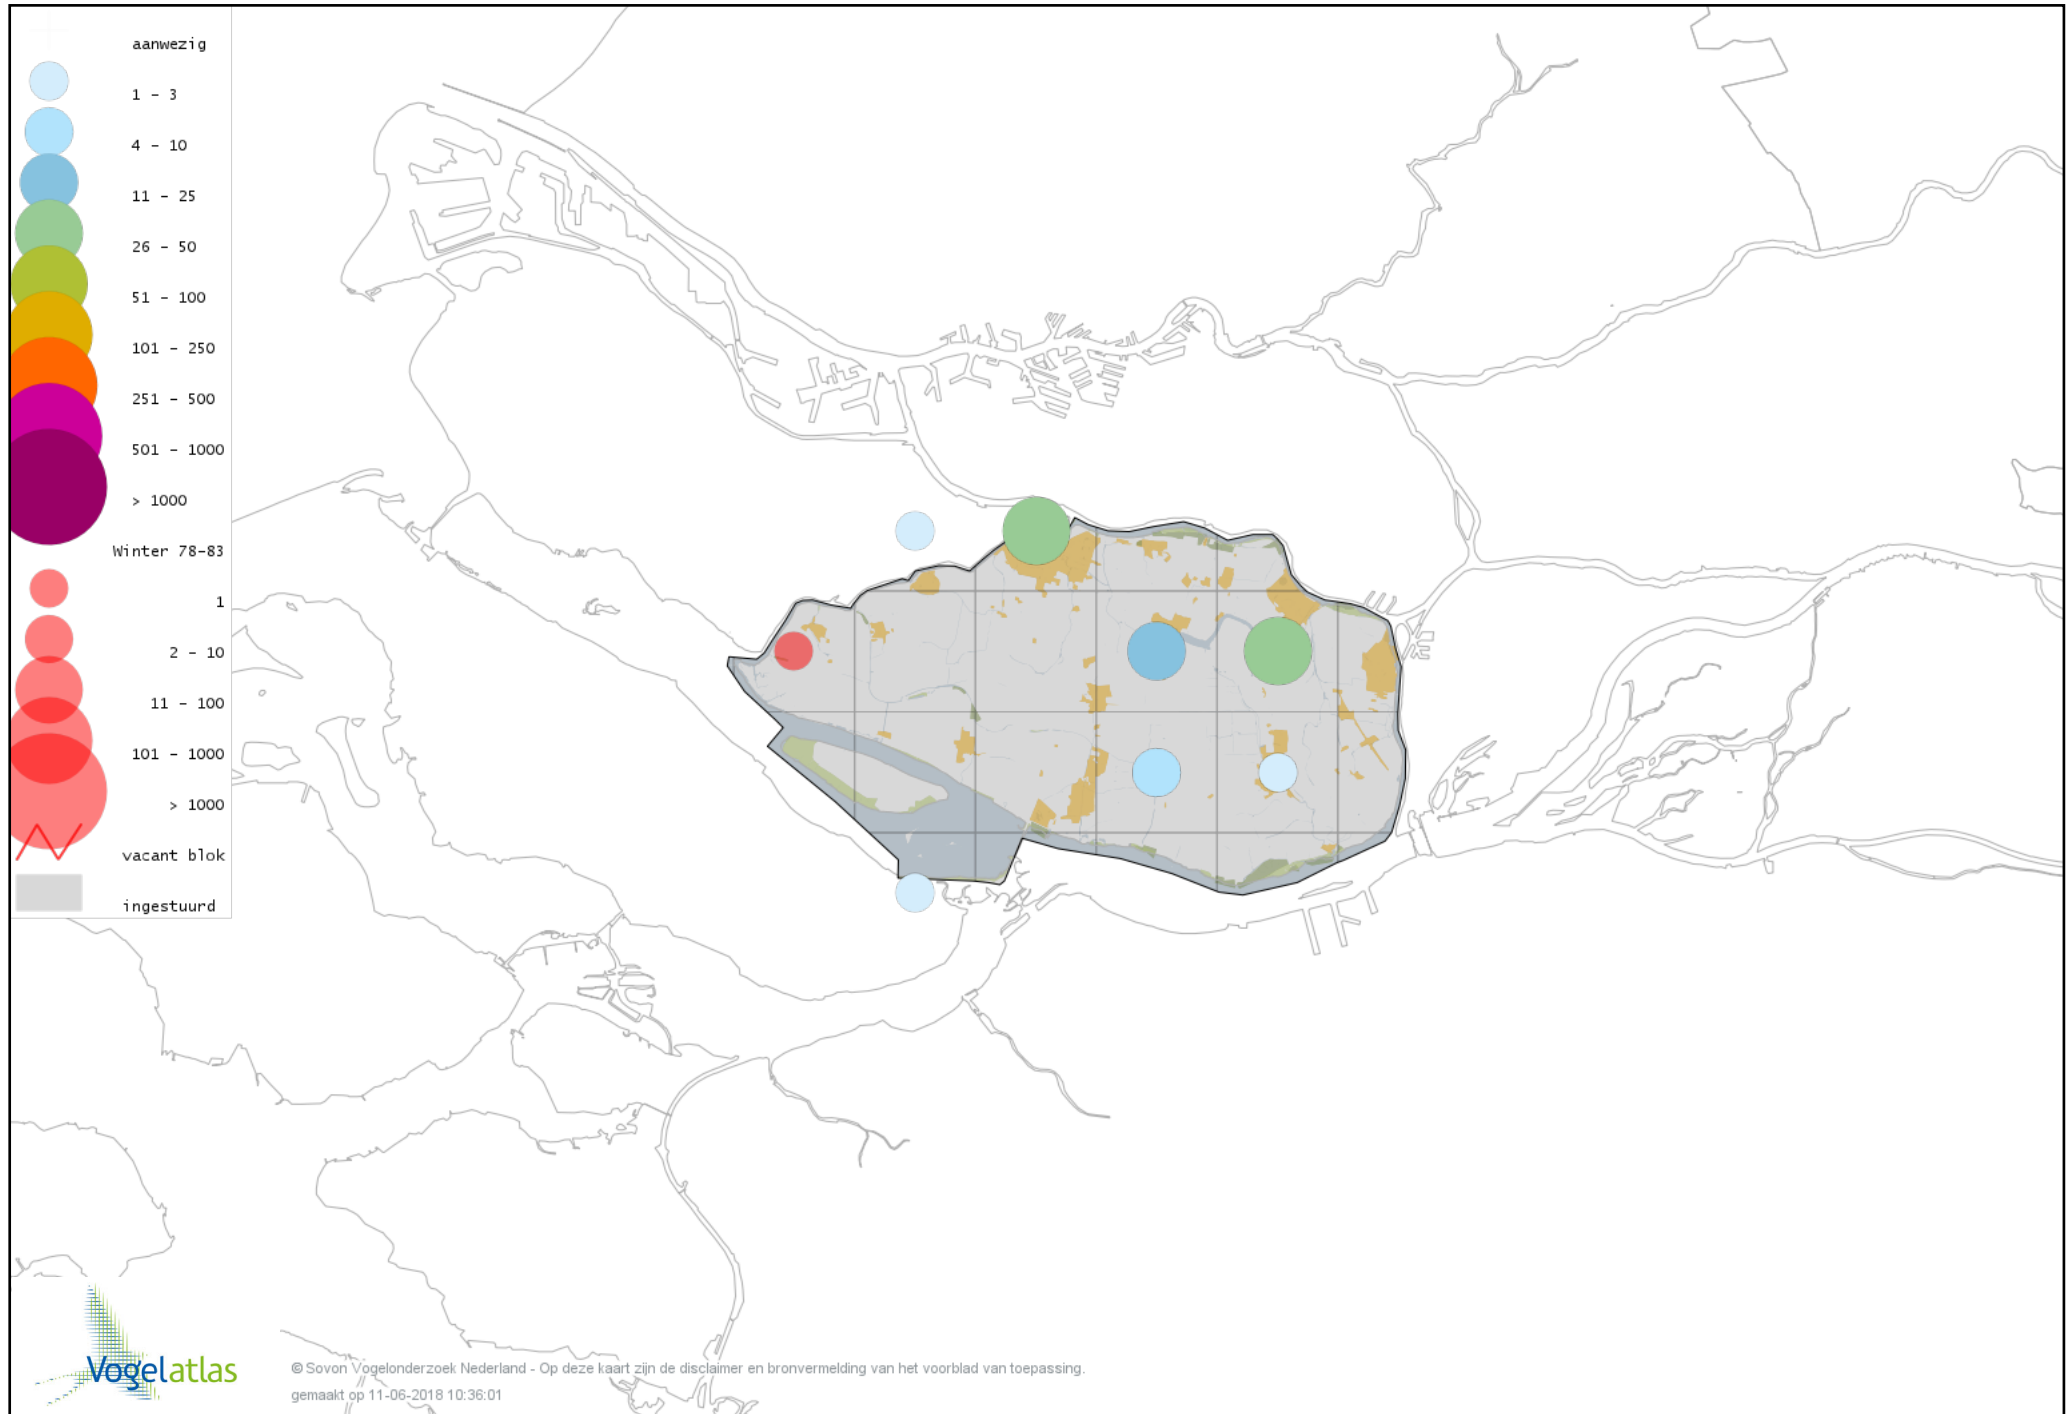 aanwezig
1 - 3
4 - 10
11 - 25
26 - 50
51 - 100
101 - 250
251 - 500
501 - 1000
> 1000
Winter 78-83
1
2 - 10
11 - 100
101 - 1000
> 1000
vacant blok
ingestuurd
Vogelatlas
© Sovon Vogelonderzoek Nederland - Op deze kaart zijn de disclaimer en bronvermelding van het voorblad van toepassing.
gemaakt op 11-06-2018 10:36:01